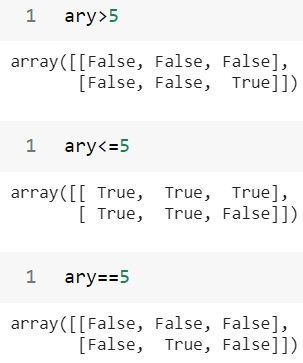 1 ary>5
array([[False, False, False],
       [False, False,  True]])
1 ary<=5
array([[ True,  True,  True],
       [ True,  True, False]])
1 ary==5
array([[False, False, False],
       [False,  True, False]])